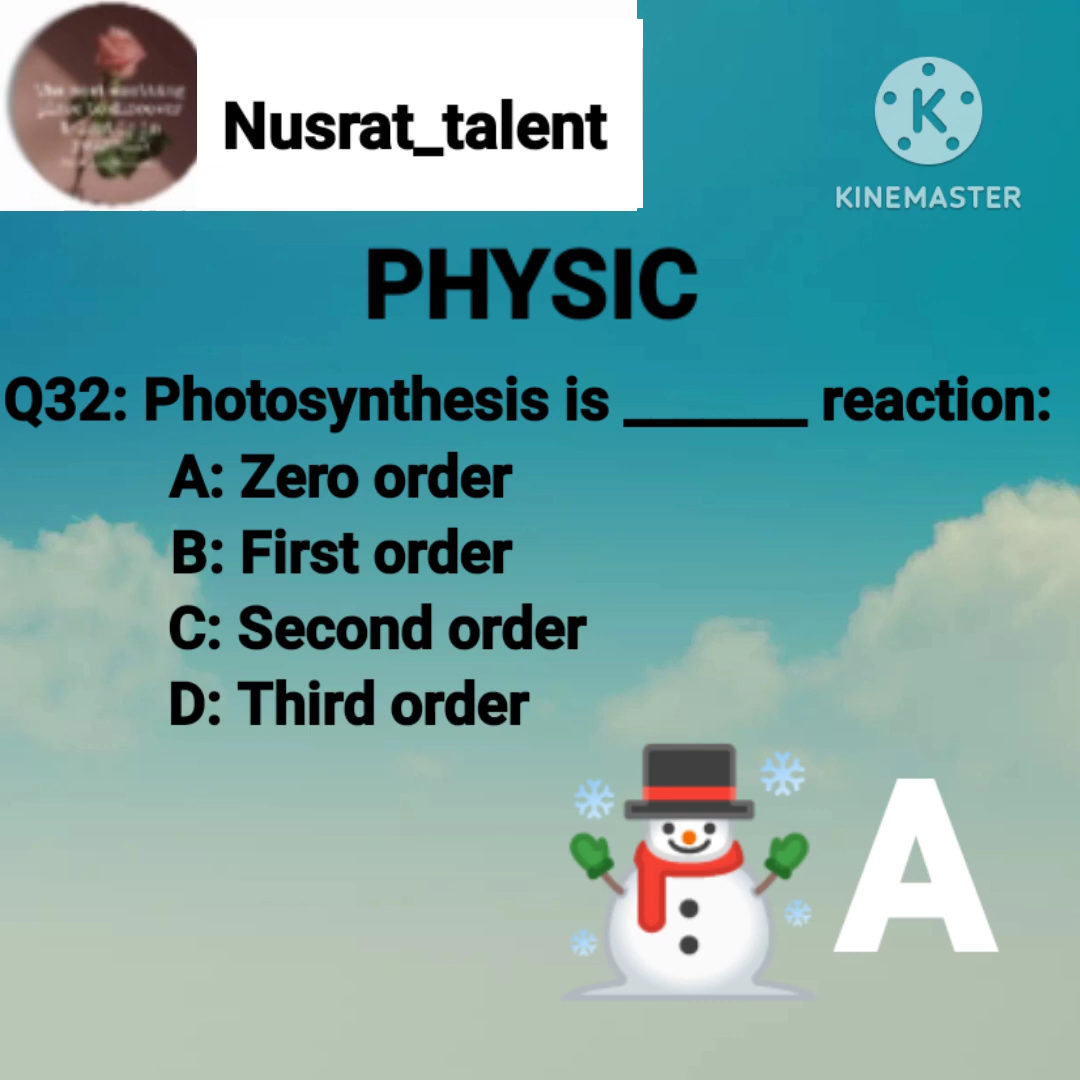 Nusrat_talent
K
KINEMASTER
PHYSIC
Q32: Photosynthesis is ______ reaction:
A: Zero order
B: First order
C: Second order
D: Third order
A